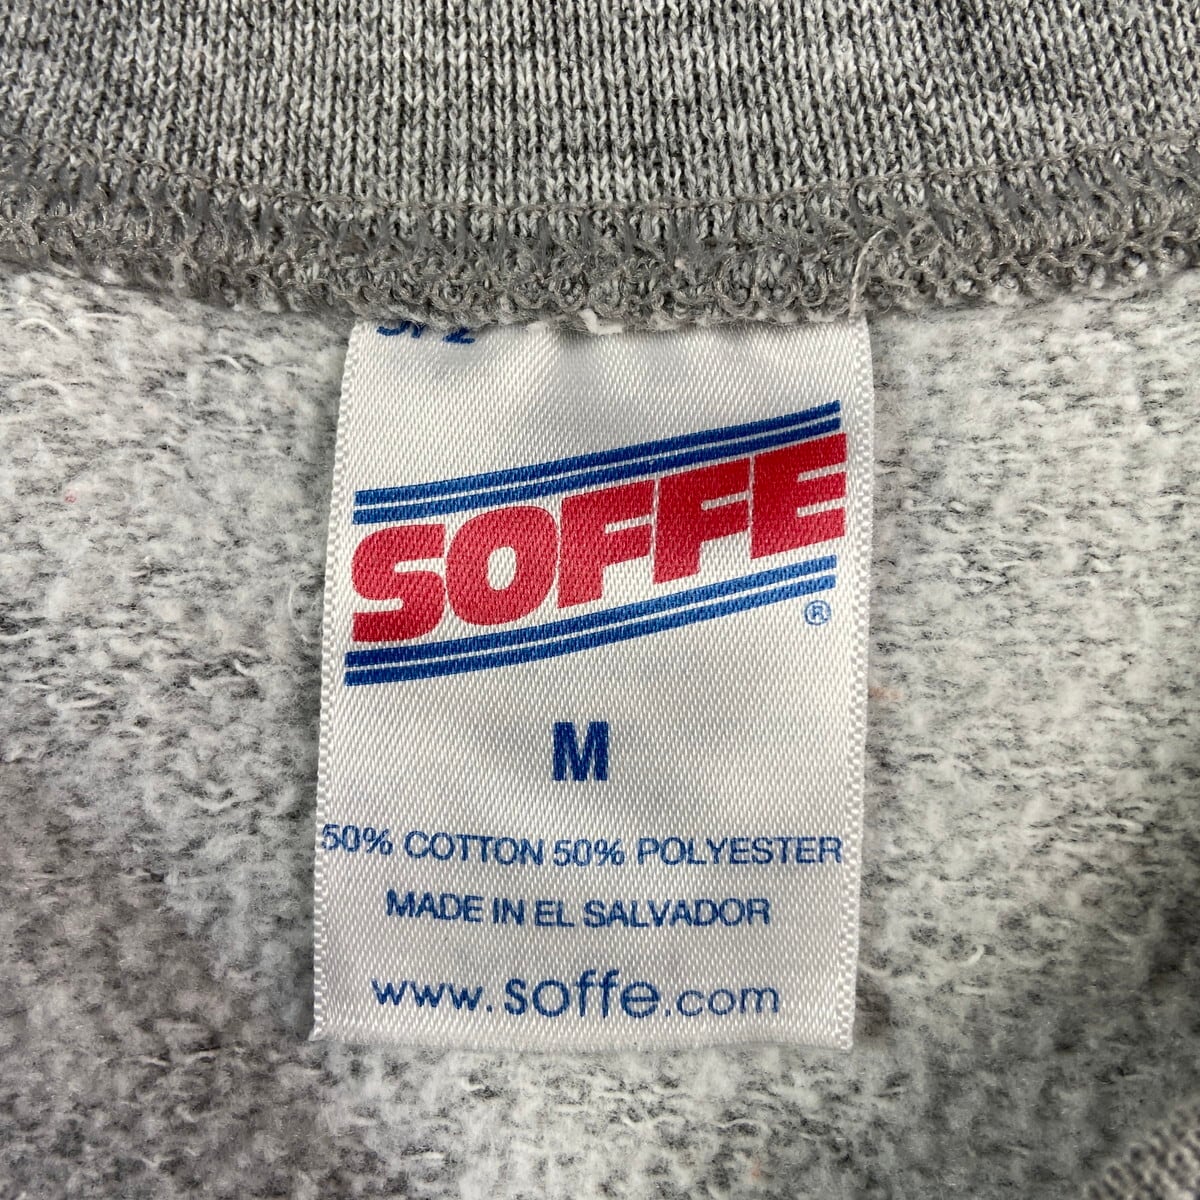 SOFFE
®
M
50% COTTON 50% POLYESTER
MADE IN EL SALVADOR
www.soffe.com